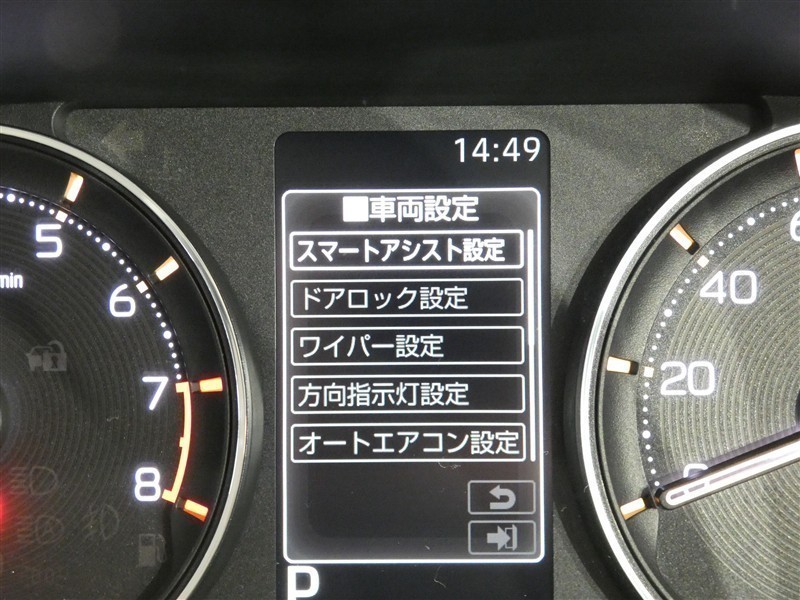 14:49
車両設定
スマートアシスト設定
ドアロック設定
ワイパー設定
方向指示灯設定
オートエアコン設定
P
5
6
7
8
min
40
20
0